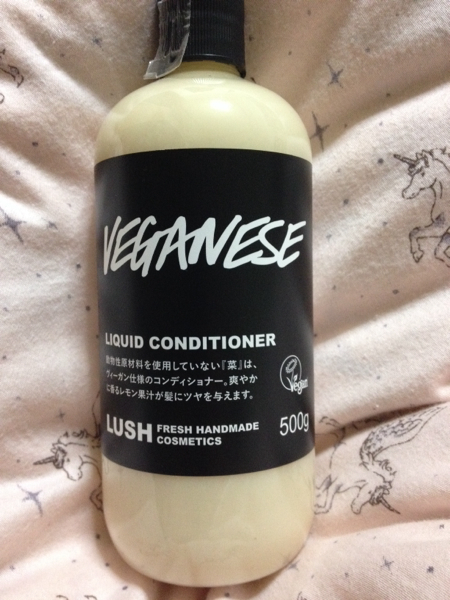 VEGANESE
LIQUID CONDITIONER
動物性原材料を使用していない『菜』は、
ヴィーガン仕様のコンディショナー。爽やか
に香るレモン果汁が髪にツヤを与えます。
Vegan
LUSH FRESH HANDMADE
COSMETICS
500g